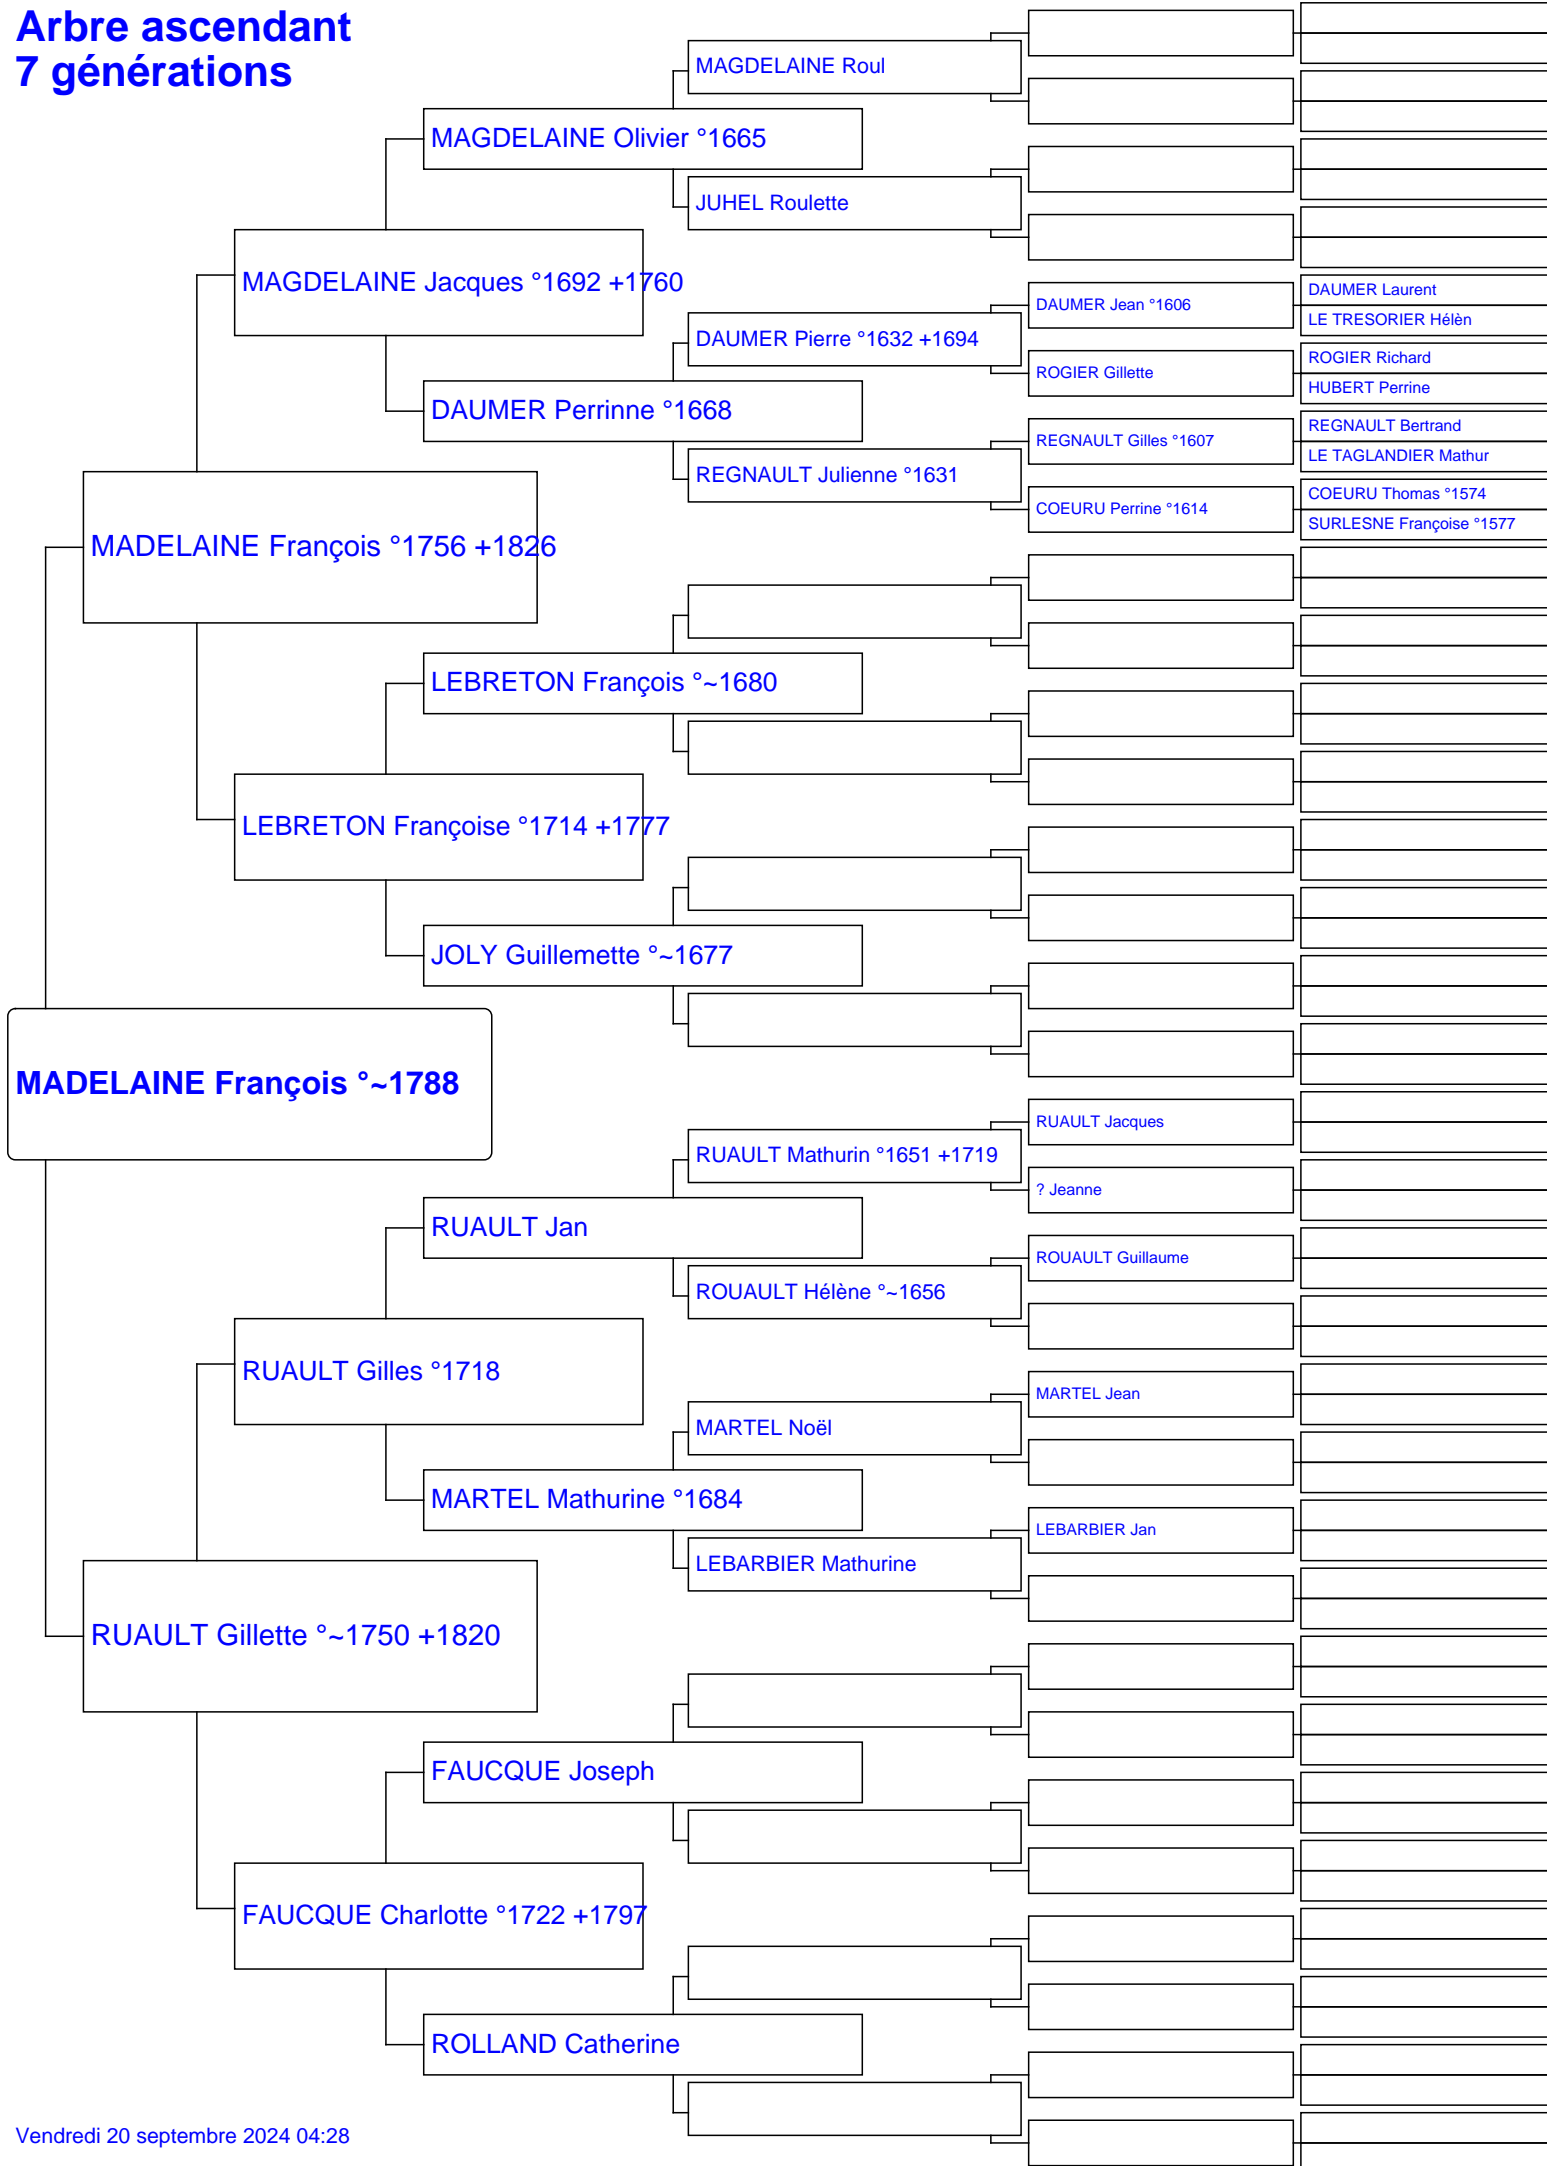 Arbre ascendant
7 générations
MAGDELAINE Roul
MAGDELAINE Olivier °1665
JUHEL Roulette
MAGDELAINE Jacques °1692 +1760
DAUMER Laurent
DAUMER Jean °1606
LE TRESORIER Hélèn
DAUMER Pierre °1632 +1694
ROGIER Richard
ROGIER Gillette
HUBERT Perrine
DAUMER Perrinne °1668
REGNAULT Bertrand
REGNAULT Gilles °1607
LE TAGLANDIER Mathur
REGNAULT Julienne °1631
COEURU Thomas °1574
COEURU Perrine °1614
SURLESNE Françoise °1577
MADELAINE François °1756 +1826
LEBRETON François °~1680
LEBRETON Françoise °1714 +1777
JOLY Guillemette °~1677
MADELAINE François °~1788
RUAULT Jacques
RUAULT Mathurin °1651 +1719
? Jeanne
RUAULT Jan
ROUAULT Guillaume
ROUAULT Hélène °~1656
RUAULT Gilles °1718
MARTEL Jean
MARTEL Noël
MARTEL Mathurine °1684
LEBARBIER Jan
LEBARBIER Mathurine
RUAULT Gillette °~1750 +1820
FAUCQUE Joseph
FAUCQUE Charlotte °1722 +1797
ROLLAND Catherine
Vendredi 20 septembre 2024 04:28